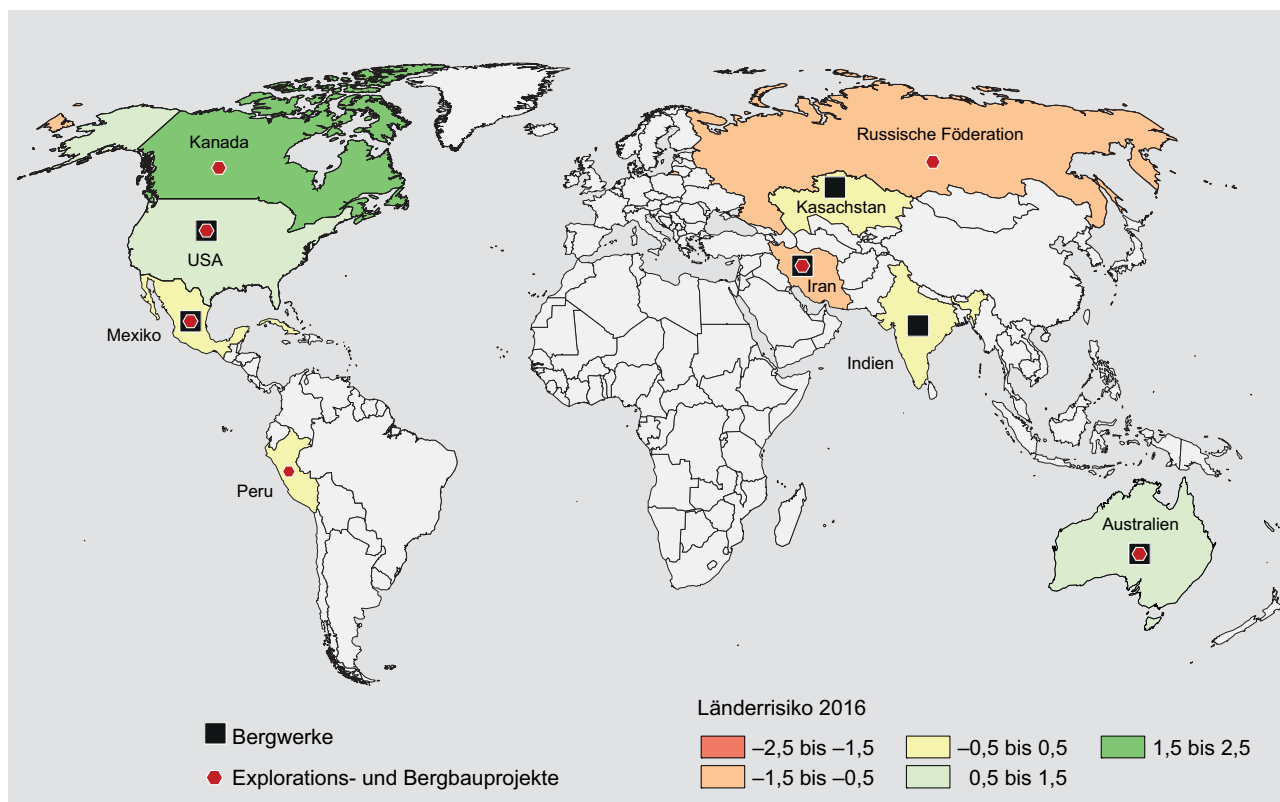 Kanada
Russische Föderation
Kasachstan
USA
Iran
Mexiko
Indien
Peru
Australien
Länderrisiko 2016
Bergwerke
–2,5 bis –1,5
–0,5 bis 0,5
1,5 bis 2,5
Explorations- und Bergbauprojekte
–1,5 bis –0,5
0,5 bis 1,5